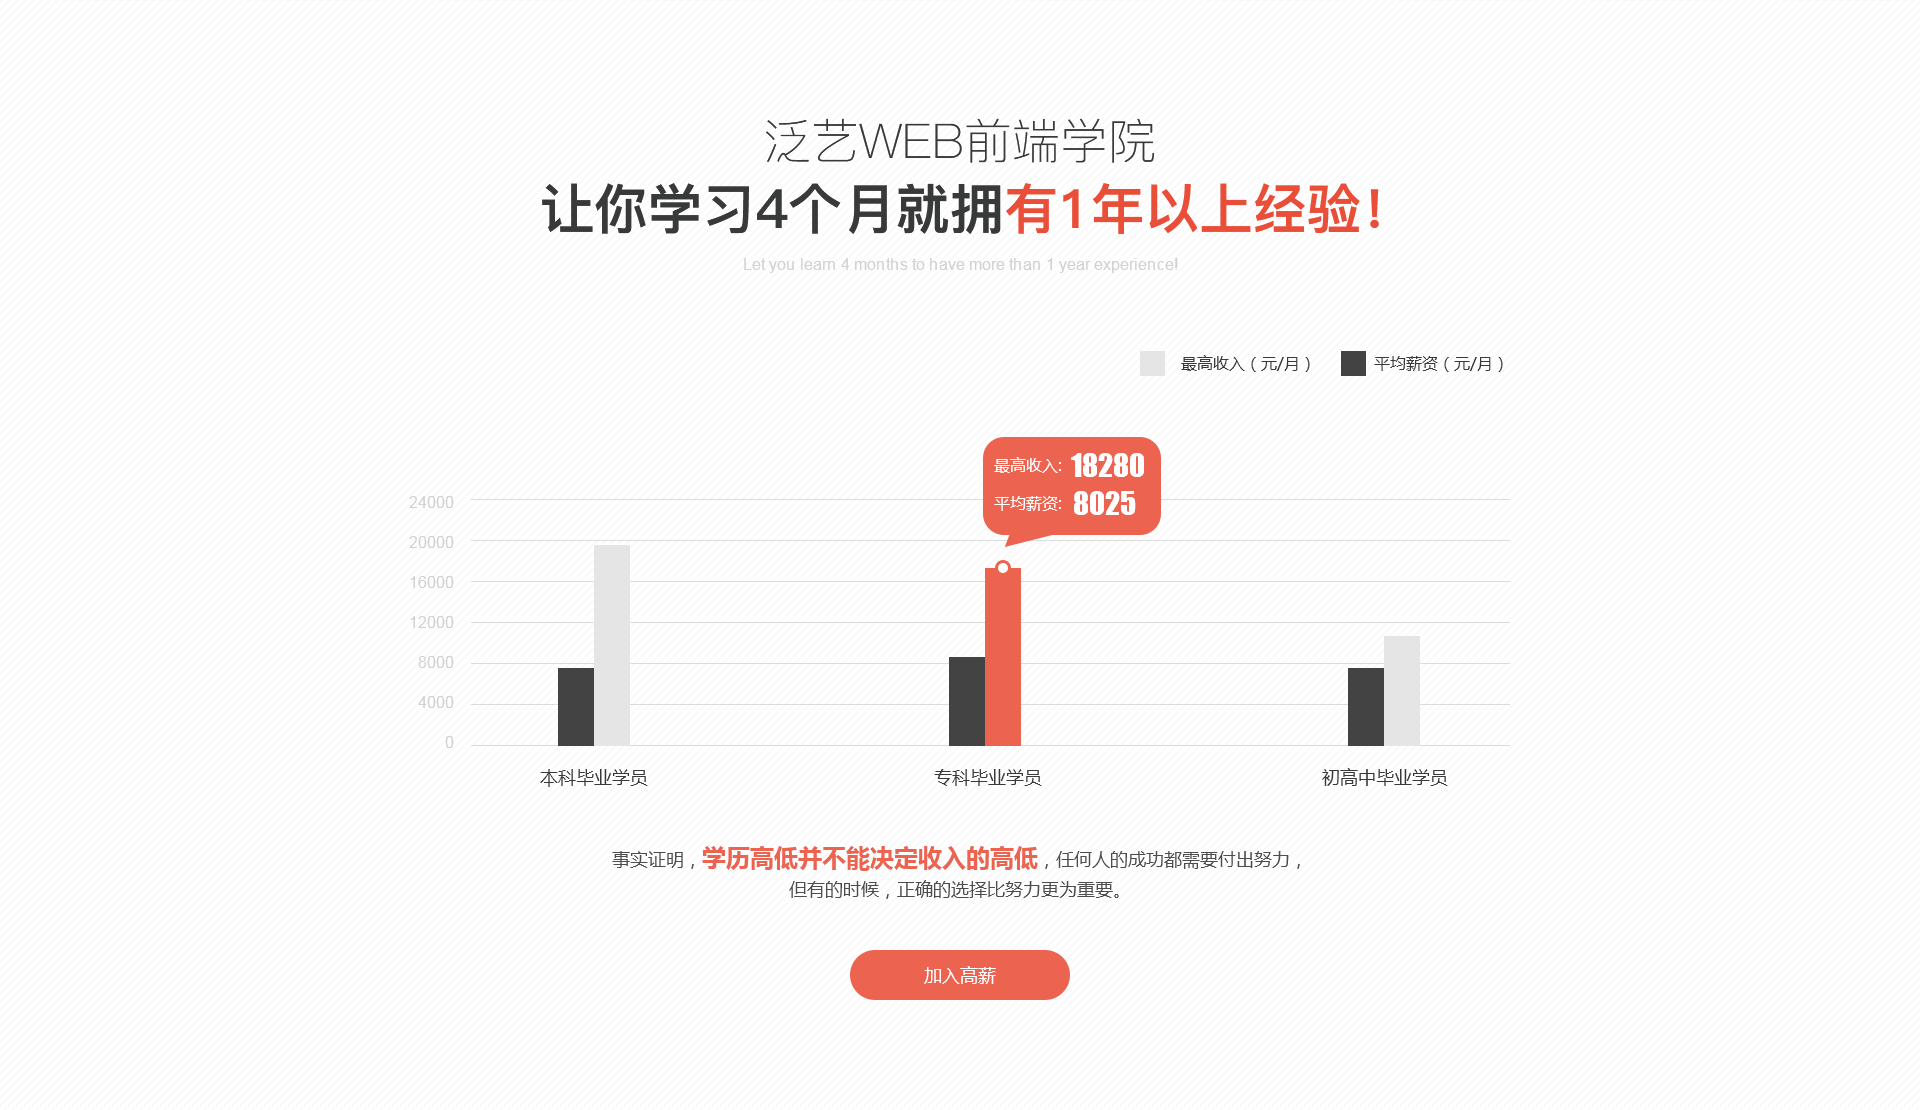 泛艺WEB前端学院
让你学习4个月就拥有1年以上经验！
Let you learn 4 months to have more than 1 year experience!
最高收入（元/月） 平均薪资（元/月）
最高收入: 18280
平均薪资: 8025
24000
20000
16000
12000
8000
4000
0
本科毕业学员 专科毕业学员 初高中毕业学员
事实证明，学历高低并不能决定收入的高低，任何人的成功都需要付出努力，
但有的时候，正确的选择比努力更为重要。
加入高薪